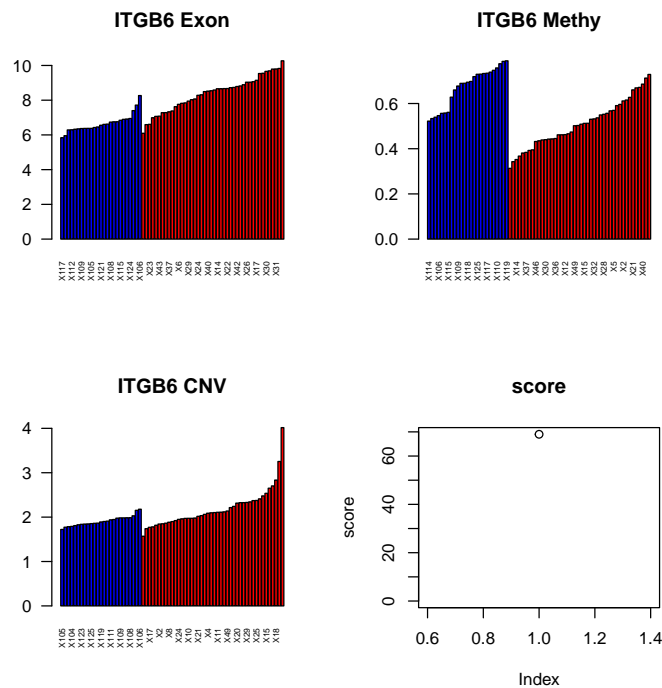 ITGB6 Exon
10
8
6
4
2
0
X117 X112 X109 X105 X121 X108 X115 X124 X106 X23 X43 X37 X6 X29 X24 X40 X14 X22 X42 X26 X17 X30 X31
ITGB6 Methy
0.6
0.4
0.2
0.0
X114 X106 X115 X109 X118 X125 X117 X110 X119 X14 X37 X46 X30 X36 X12 X49 X15 X32 X28 X5 X2 X21 X40
ITGB6 CNV
4
3
2
1
0
X105 X104 X123 X125 X119 X111 X109 X108 X106 X17 X2 X8 X24 X10 X21 X4 X11 X49 X20 X29 X25 X15 X18
score
score
60
40
20
0
0.6 0.8 1.0 1.2 1.4
Index